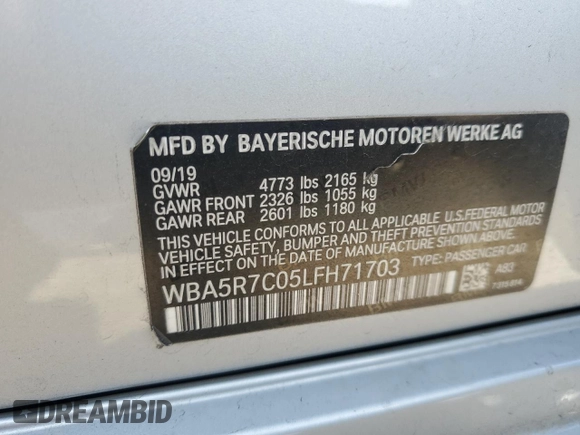 MFD BY BAYERISCHE MOTOREN WERKE AG
09/19
GVWR 4773 lbs 2165 kg
GAWR FRONT 2326 lbs 1055 kg
GAWR REAR 2601 lbs 1180 kg
THIS VEHICLE CONFORMS TO ALL APPLICABLE U.S.FEDERAL MOTOR
VEHICLE SAFETY, BUMPER AND THEFT PREVENTION STANDARDS
IN EFFECT ON THE DATE OF MANUFACTURE SHOWN ABOVE.
WBA5R7C05LFH71703 TYPE: PASSENGER CAR
A83
DREAMBID